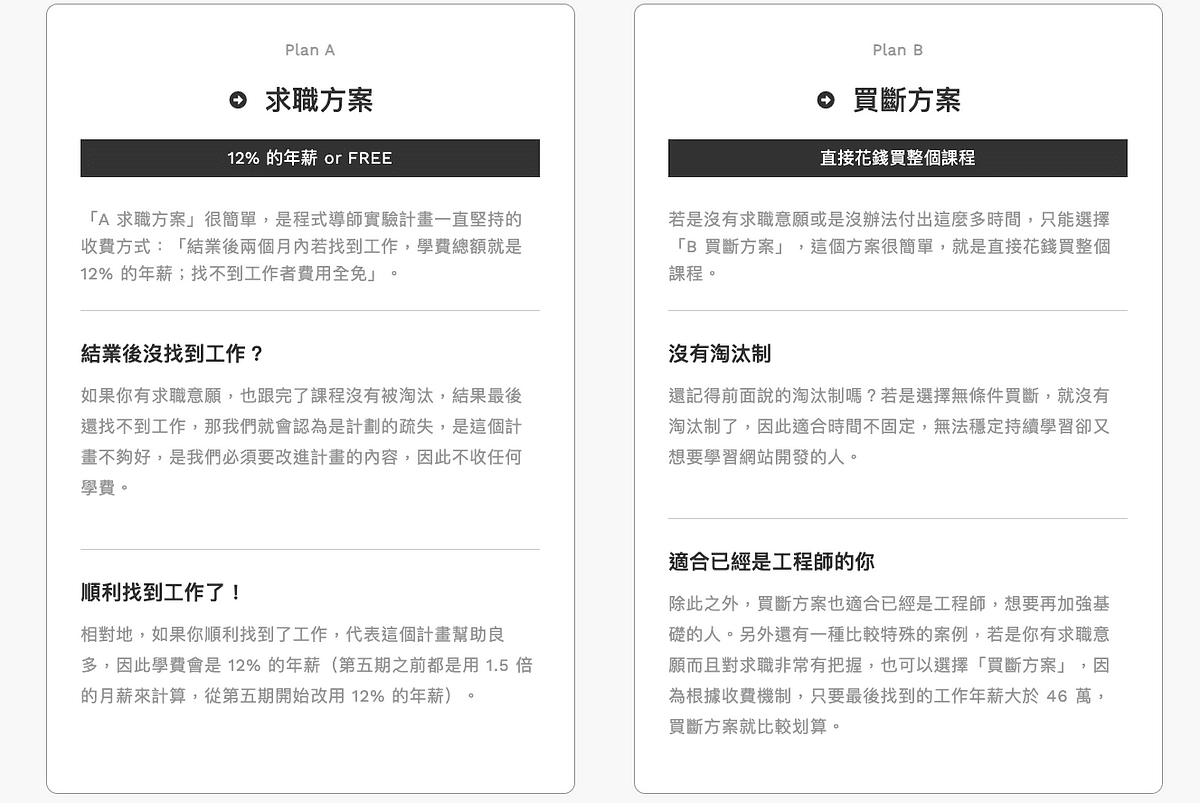 Plan A
求職方案
12% 的年薪 or FREE
「A 求職方案」很簡單，是程式導師實驗計畫一直堅持的
收費方式：「結業後兩個月內若找到工作，學費總額就是
12% 的年薪；找不到工作者費用全免」。
結業後沒找到工作？
如果你有求職意願，也跟完了課程沒有被淘汰，結果最後
還找不到工作，那我們就會認為是計劃的疏失，是這個計
畫不夠好，是我們必須要改進計畫的內容，因此不收任何
學費。
順利找到工作了！
相對地，如果你順利找到了工作，代表這個計畫幫助良
多，因此學費會是 12% 的年薪（第五期之前都是用 1.5 倍
的月薪來計算，從第五期開始改用 12% 的年薪）。
Plan B
買斷方案
直接花錢買整個課程
若是沒有求職意願或是沒辦法付出這麼多時間，只能選擇
「B 買斷方案」，這個方案很簡單，就是直接花錢買整個
課程。
沒有淘汰制
還記得前面說的淘汰制嗎？若是選擇無條件買斷，就沒有
淘汰制了，因此適合時間不固定，無法穩定持續學習卻又
想要學習網站開發的人。
適合已經是工程師的你
除此之外，買斷方案也適合已經是工程師，想要再加強基
礎的人。另外還有一種比較特殊的案例，若是你有求職意
願而且對求職非常有把握，也可以選擇「買斷方案」，因
為根據收費機制，只要最後找到的工作年薪大於 46 萬，
買斷方案就比較划算。